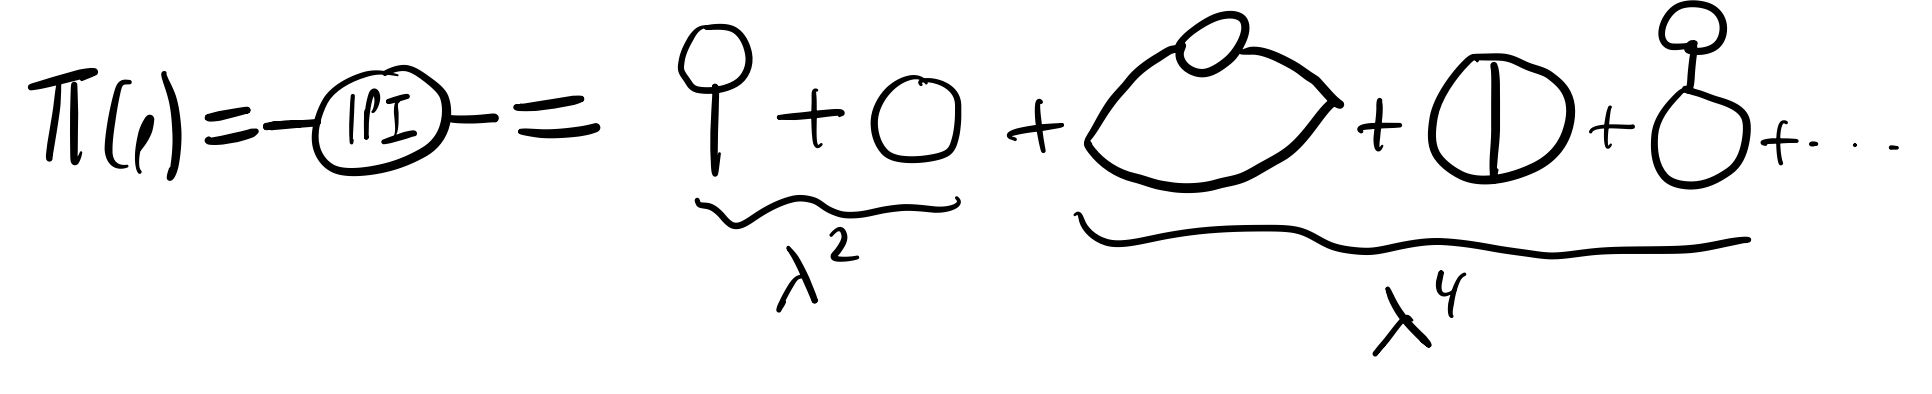 Π(p) = 1PI = + + + + + ....
λ² λ⁴